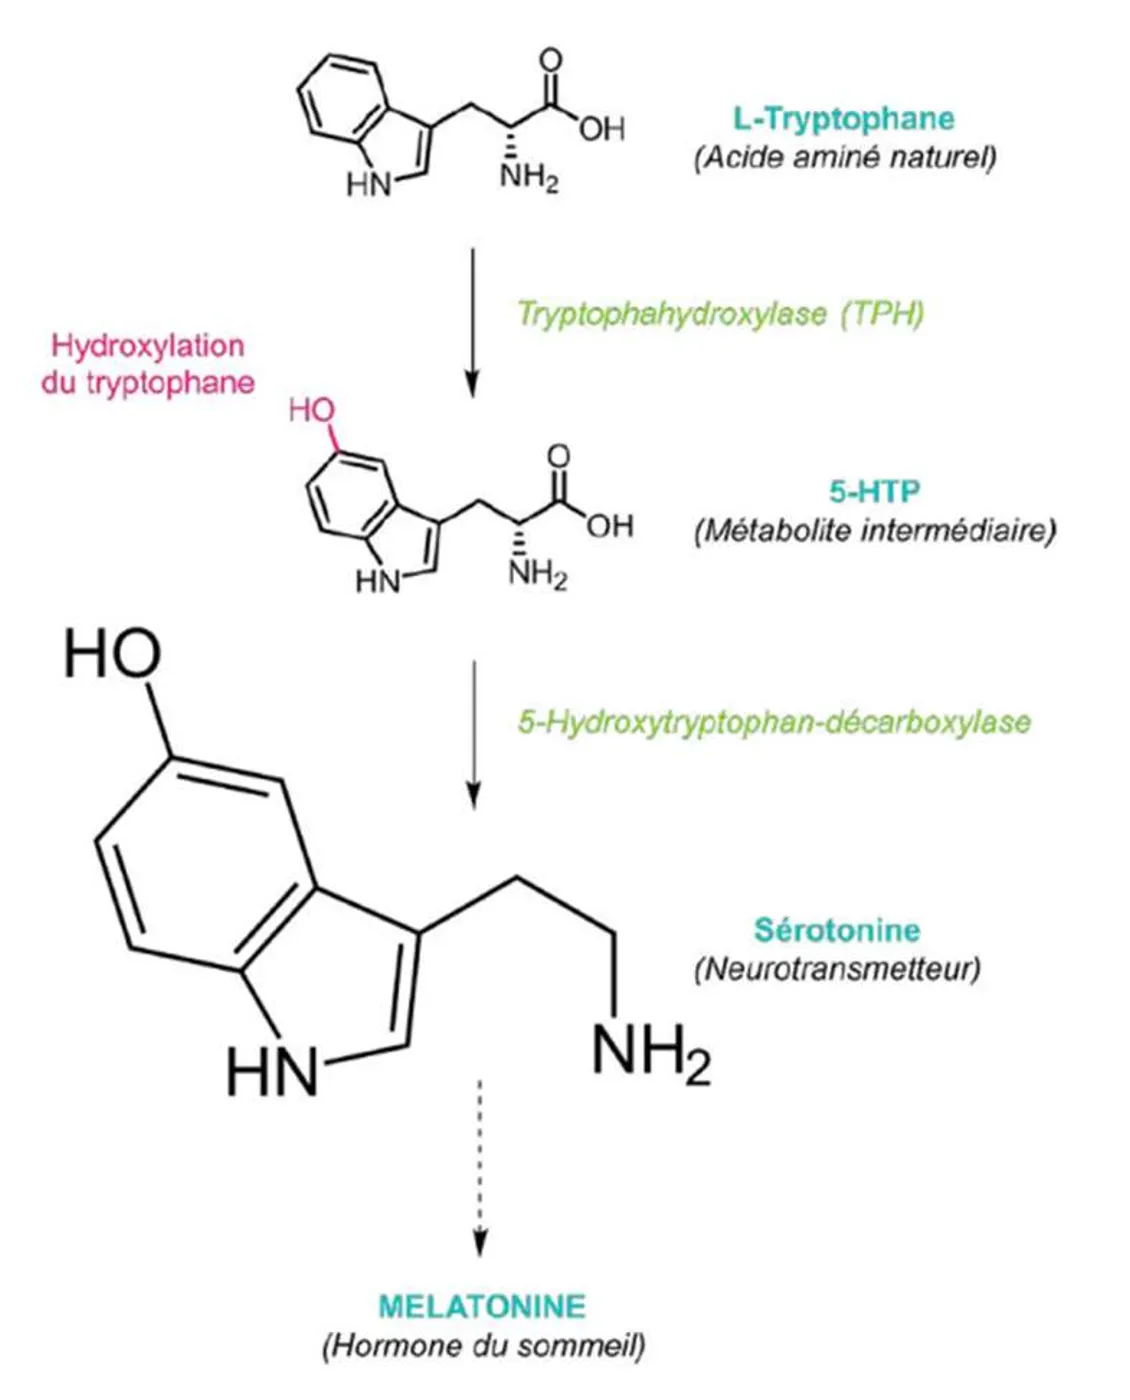 O
OH
NH2
HN
L-Tryptophane
(Acide aminé naturel)
Tryptophahydroxylase (TPH)
Hydroxylation
du tryptophane
HO
O
OH
NH2
HN
5-HTP
(Métabolite intermédiaire)
HO
5-Hydroxytryptophan-décarboxylase
Sérotonine
(Neurotransmetteur)
NH2
HN
MELATONINE
(Hormone du sommeil)